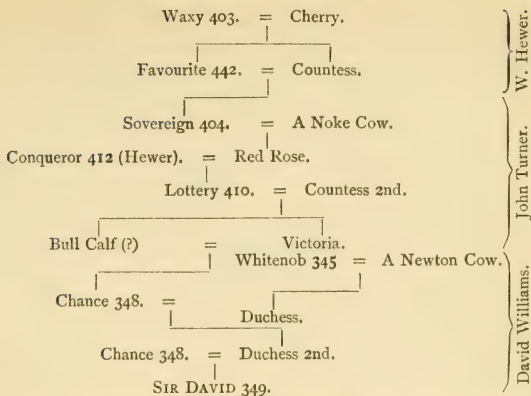 Waxy 403. = Cherry.
Favourite 442. = Countess.
Sovereign 404. = A Noke Cow.
Conqueror 412 (Hewer). = Red Rose.
Lottery 410. = Countess 2nd.
Bull Calf (?) = Victoria.
Whitenob 345 = A Newton Cow.
Chance 348. =
Duchess.
Chance 348. = Duchess 2nd.
SIR DAVID 349.
W. Hewer.
John Turner.
David Williams.